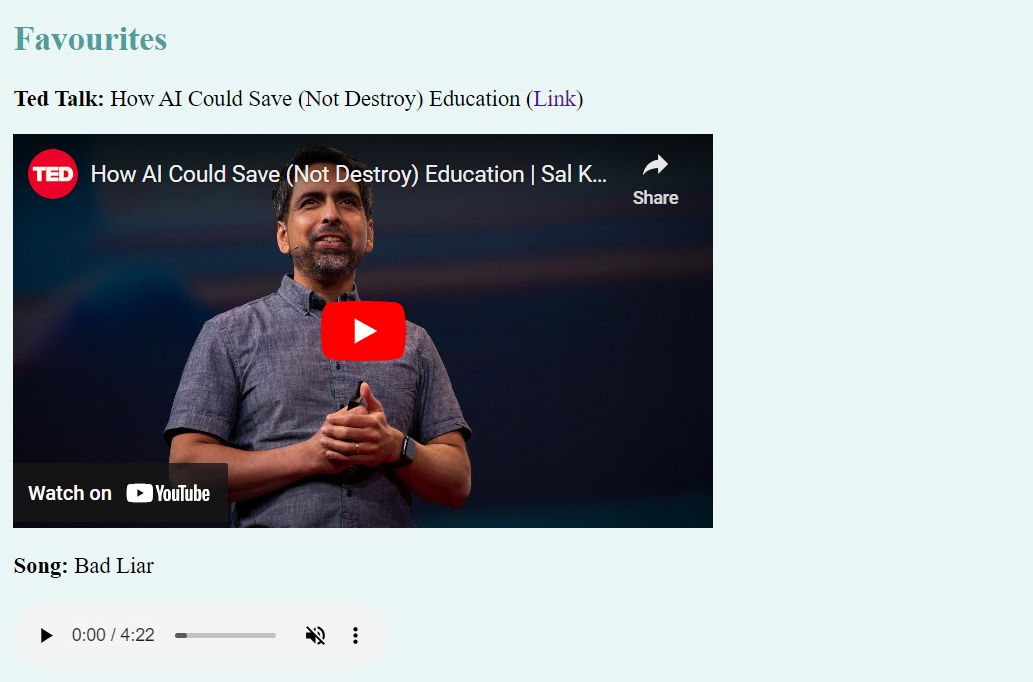 Favourites
Ted Talk: How AI Could Save (Not Destroy) Education (Link)
TED How AI Could Save (Not Destroy) Education | Sal K...
Share
Watch on YouTube
Song: Bad Liar
0:00 / 4:22